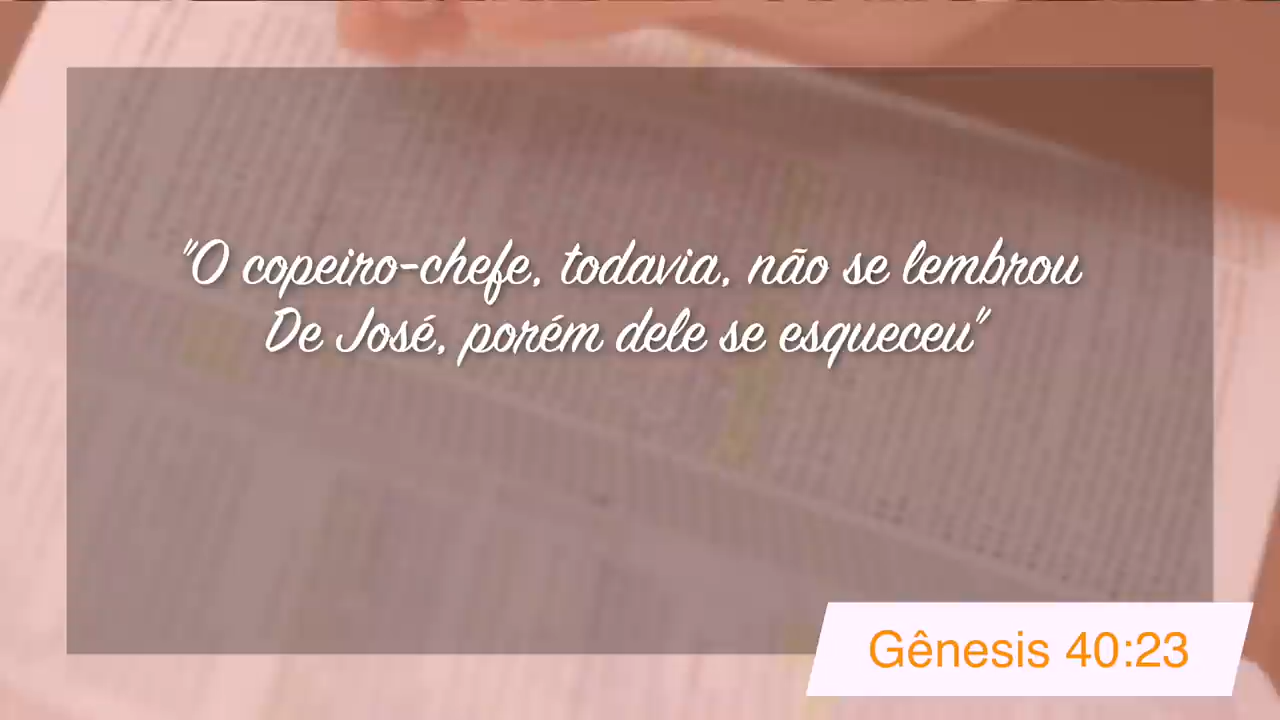 "O copeiro-chefe, todavia, não se lembrou
De José, porém dele se esqueceu"
Gênesis 40:23